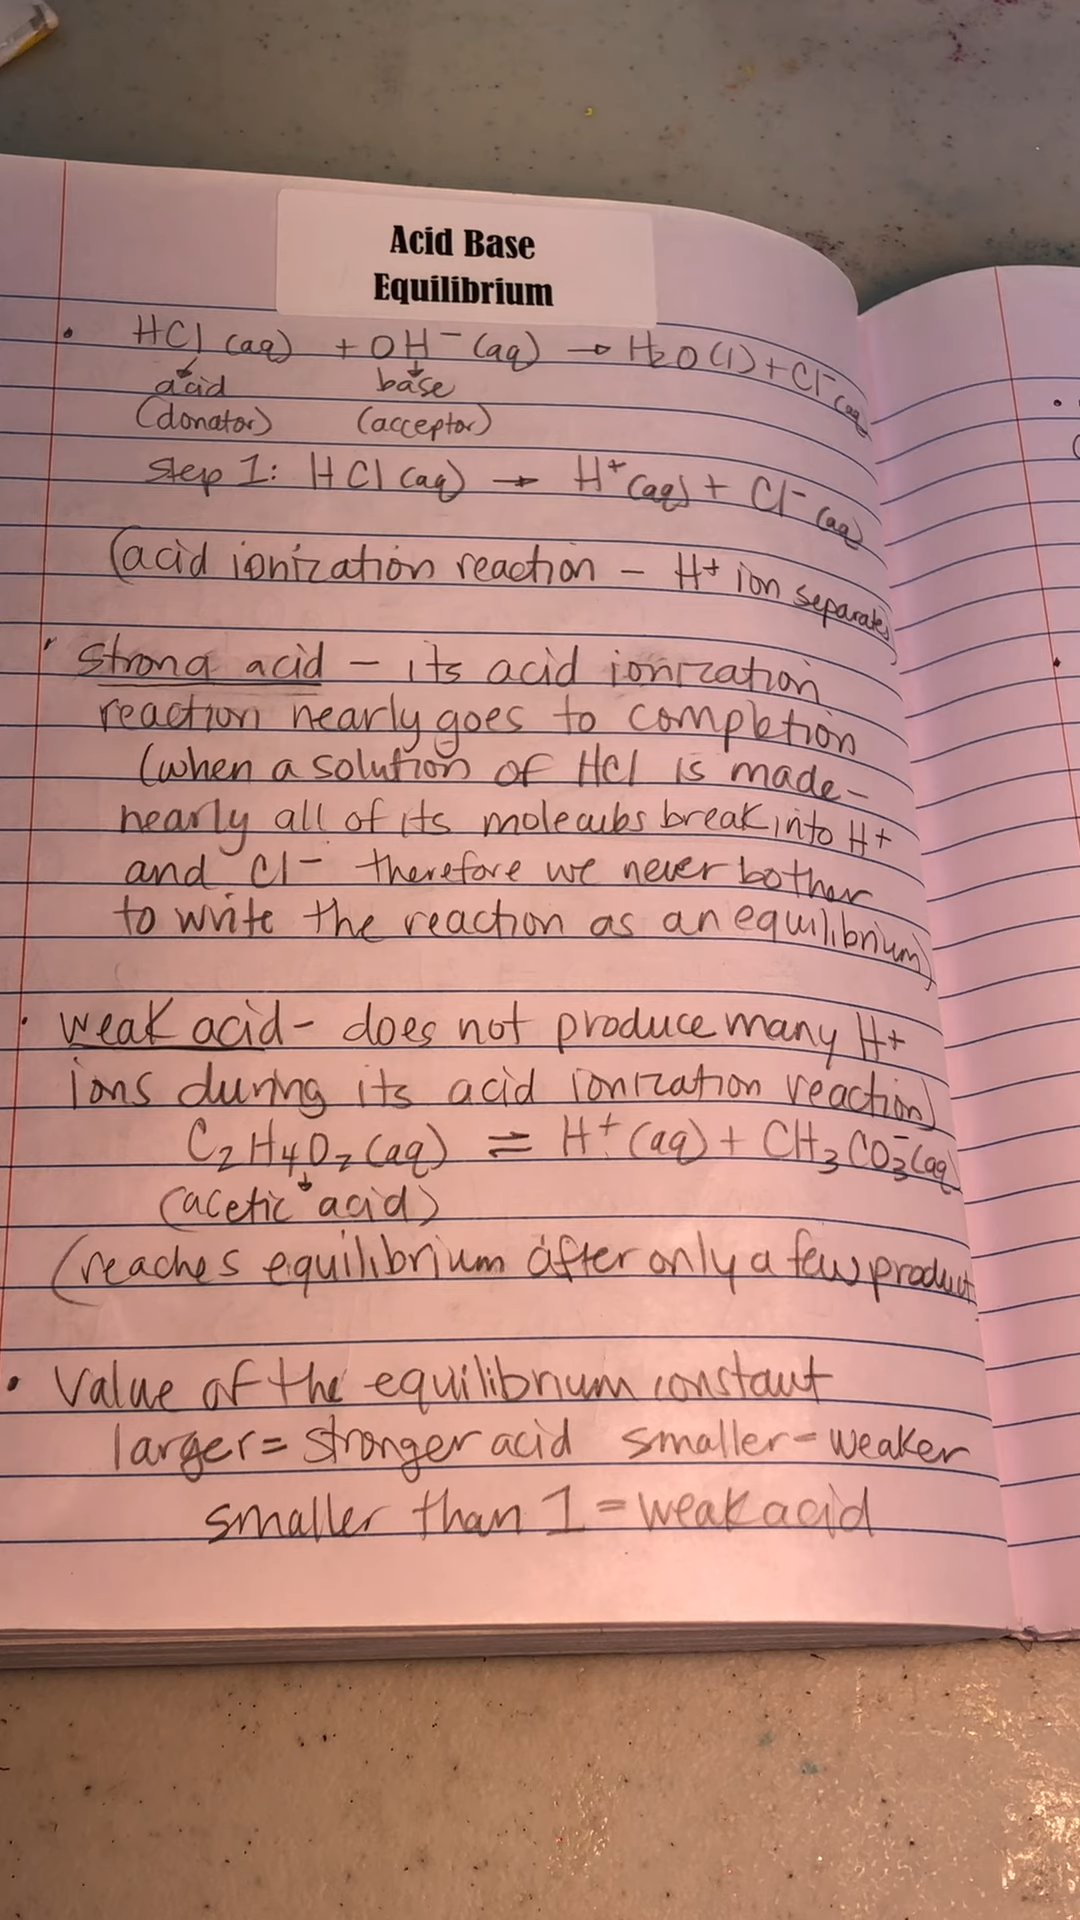 Acid Base
Equilibrium
• HCl (aq) + OH⁻ (aq) → H₂O (l) + Cl⁻ (aq)
acid base
(donator) (acceptor)
Step 1: HCl (aq) → H⁺ (aq) + Cl⁻ (aq)
(acid ionization reaction – H⁺ ion separates
• strong acid – its acid ionization
reaction nearly goes to completion
(when a solution of HCl is made –
nearly all of its molecules break into H+
and Cl⁻ therefore we never bother
to write the reaction as an equilibrium)
• weak acid – does not produce many H+
ions during its acid ionization reaction)
C₂H₄O₂ (aq) ⇌ H⁺ (aq) + CH₃CO₃⁻ (aq)
(acetic acid)
(reaches equilibrium after only a few product
• Value of the equilibrium constant
larger = stronger acid smaller = weaker
smaller than 1 = weak acid